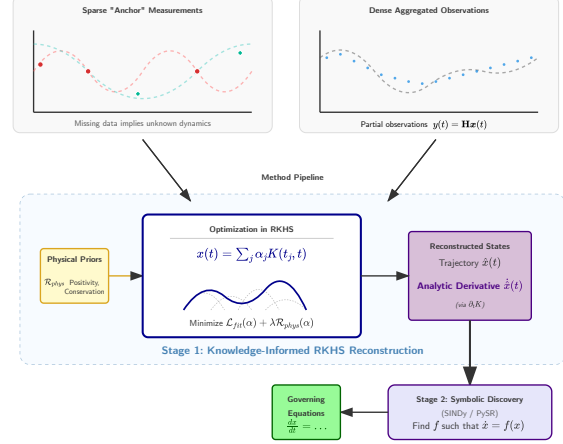 Sparse "Anchor" Measurements
Missing data implies unknown dynamics
Dense Aggregated Observations
Partial observations y(t) = Hx(t)
Method Pipeline
Physical Priors
R_phys Positivity,
Conservation
Optimization in RKHS
x(t) = ∑_j α_j K(t_j, t)
Minimize L_fit(α) + λR_phys(α)
Reconstructed States
Trajectory x̂(t)
Analytic Derivative ẋ̂(t)
(via ∂_t K)
Stage 1: Knowledge-Informed RKHS Reconstruction
Governing
Equations
dx/dt = ...
Stage 2: Symbolic Discovery
(SINDy / PySR)
Find f such that ẋ = f(x)